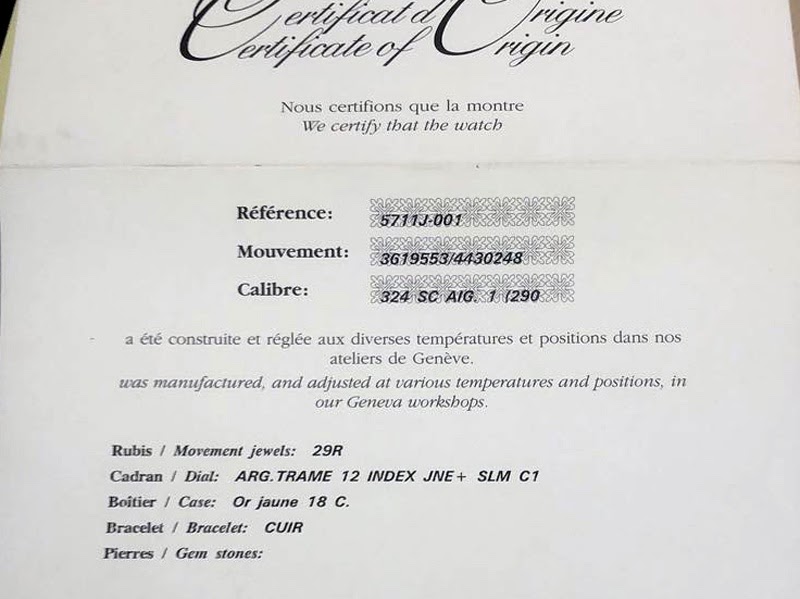 Certificat d'Origine
Certificate of Origin
Nous certifions que la montre
We certify that the watch
Référence: 5711J-001
Mouvement: 3619553/4430248
Calibre: 324 SC AIG. 1 (290
a été construite et réglée aux diverses températures et positions dans nos
ateliers de Genève.
was manufactured, and adjusted at various temperatures and positions, in
our Geneva workshops.
Rubis / Movement jewels: 29R
Cadran / Dial: ARG.TRAME 12 INDEX JNE+ SLM C1
Boîtier / Case: Or jaune 18 C.
Bracelet / Bracelet: CUIR
Pierres / Gem stones: